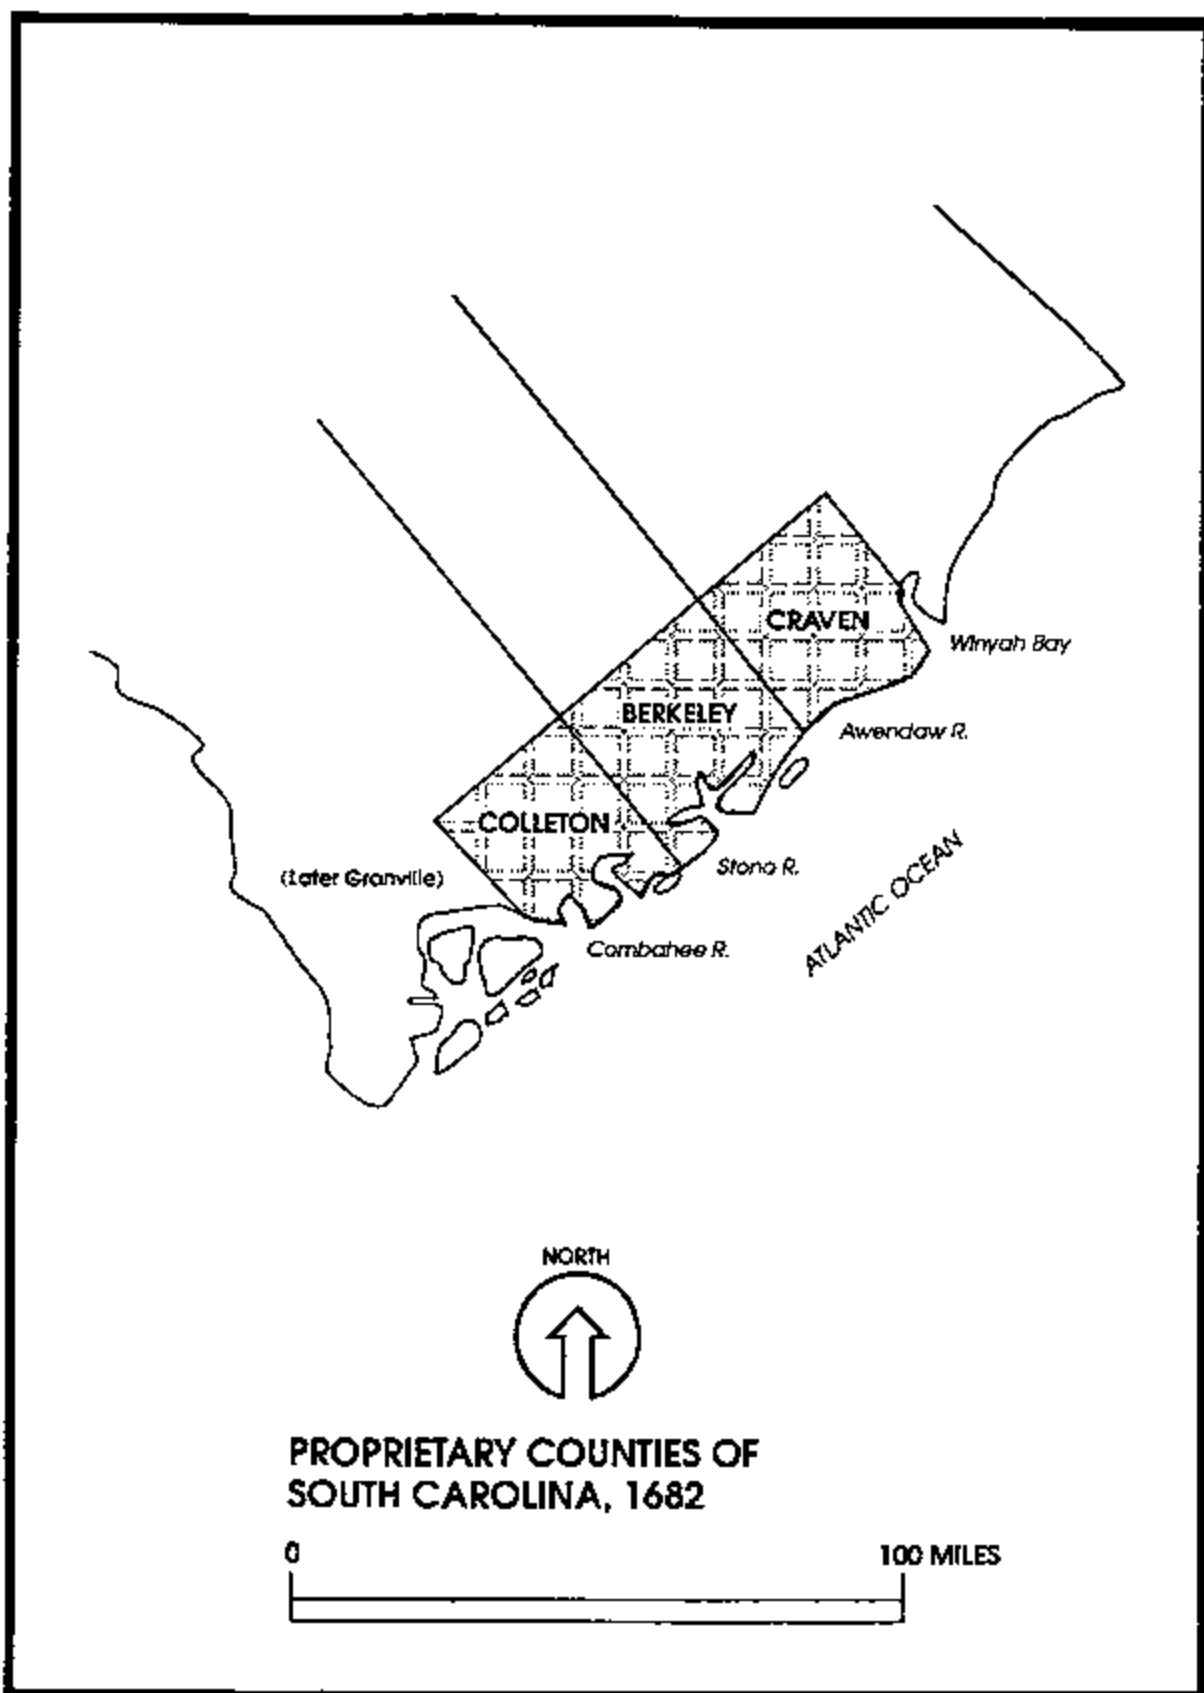 CRAVEN
Winyah Bay
BERKELEY
Awendaw R.
COLLETON
Stono R.
(Later Granville)
ATLANTIC OCEAN
Combahee R.
NORTH
PROPRIETARY COUNTIES OF
SOUTH CAROLINA, 1682
0
100 MILES